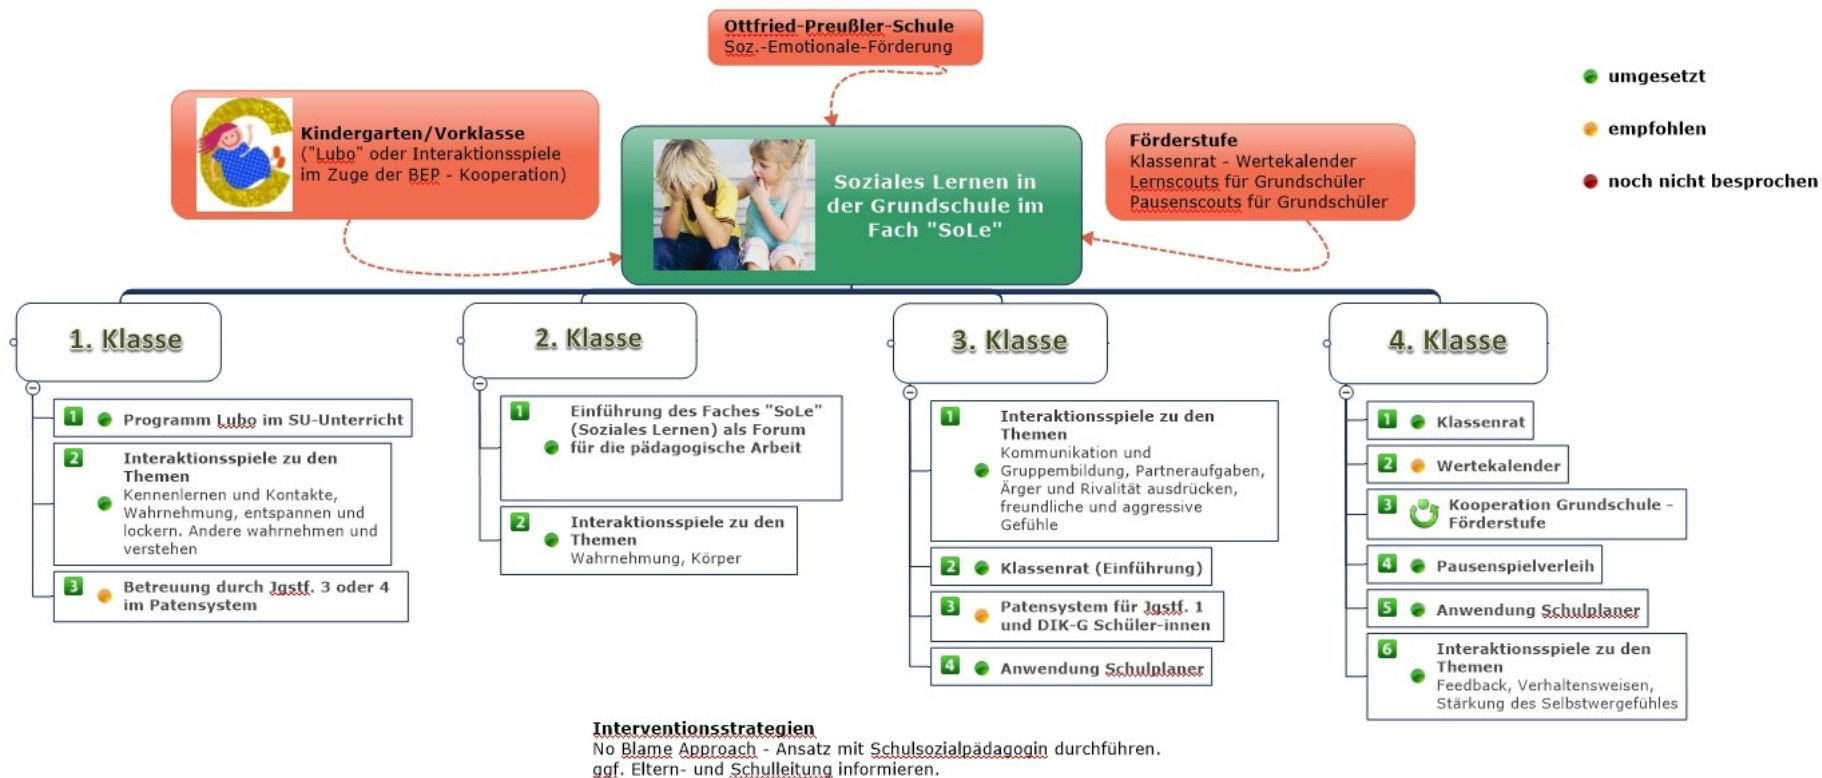 Ottfried-Preußler-Schule
Soz.-Emotionale-Förderung
umgesetzt
empfohlen
noch nicht besprochen
Kindergarten/Vorklasse
("Lubo" oder Interaktionsspiele
im Zuge der BEP - Kooperation)
Soziales Lernen in
der Grundschule im
Fach "SoLe"
Förderstufe
Klassenrat - Wertekalender
Lernscouts für Grundschüler
Pausenscouts für Grundschüler
1. Klasse
1
Programm Lubo im SU-Unterricht
2
Interaktionsspiele zu den
Themen
Kennenlernen und Kontakte,
Wahrnehmung, entspannen und
lockern. Andere wahrnehmen und
verstehen
3
Betreuung durch Jgstf. 3 oder 4
im Patensystem
2. Klasse
1
Einführung des Faches "SoLe"
(Soziales Lernen) als Forum
für die pädagogische Arbeit
2
Interaktionsspiele zu den
Themen
Wahrnehmung, Körper
3. Klasse
1
Interaktionsspiele zu den
Themen
Kommunikation und
Gruppembildung, Partneraufgaben,
Ärger und Rivalität ausdrücken,
freundliche und aggressive
Gefühle
2
Klassenrat (Einführung)
3
Patensystem für Jgstf. 1
und DIK-G Schüler-innen
4
Anwendung Schulplaner
4. Klasse
1
Klassenrat
2
Wertekalender
3
Kooperation Grundschule -
Förderstufe
4
Pausenspielverleih
5
Anwendung Schulplaner
6
Interaktionsspiele zu den
Themen
Feedback, Verhaltensweisen,
Stärkung des Selbstwergefühles
Interventionsstrategien
No Blame Approach - Ansatz mit Schulsozialpädagogin durchführen.
ggf. Eltern- und Schulleitung informieren.